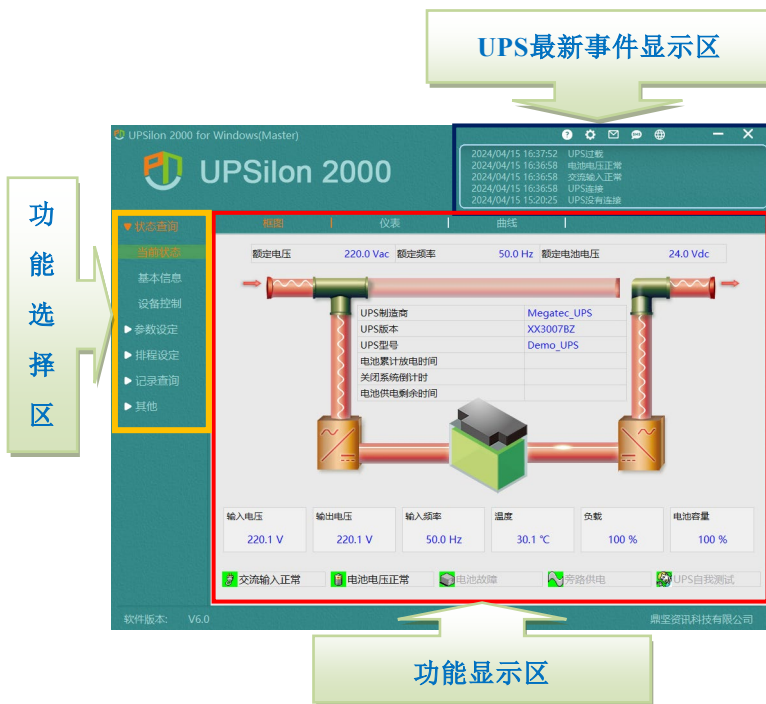 UPS最新事件显示区
UPSilon 2000 for Windows(Master)
UPSilon 2000
2024/04/15 16:37:52 UPS过载
2024/04/15 16:36:58 电池电压正常
2024/04/15 16:36:58 交流输入正常
2024/04/15 16:36:58 UPS连接
2024/04/15 15:20:25 UPS没有连接
功
能
选
择
区
状态查询
当前状态
基本信息
设备控制
参数设定
排程设定
记录查询
其他
框图 仪表 曲线
额定电压 220.0 Vac 额定频率 50.0 Hz 额定电池电压 24.0 Vdc
UPS制造商 Megatec_UPS
UPS版本 XX3007BZ
UPS型号 Demo_UPS
电池累计放电时间
关闭系统倒计时
电池供电剩余时间
输入电压 输出电压 输入频率 温度 负载 电池容量
220.1 V 220.1 V 50.0 Hz 30.1 ℃ 100 % 100 %
交流输入正常 电池电压正常 电池故障 旁路供电 UPS自我测试
软件版本: V6.0 鼎坚资讯科技有限公司
功能显示区